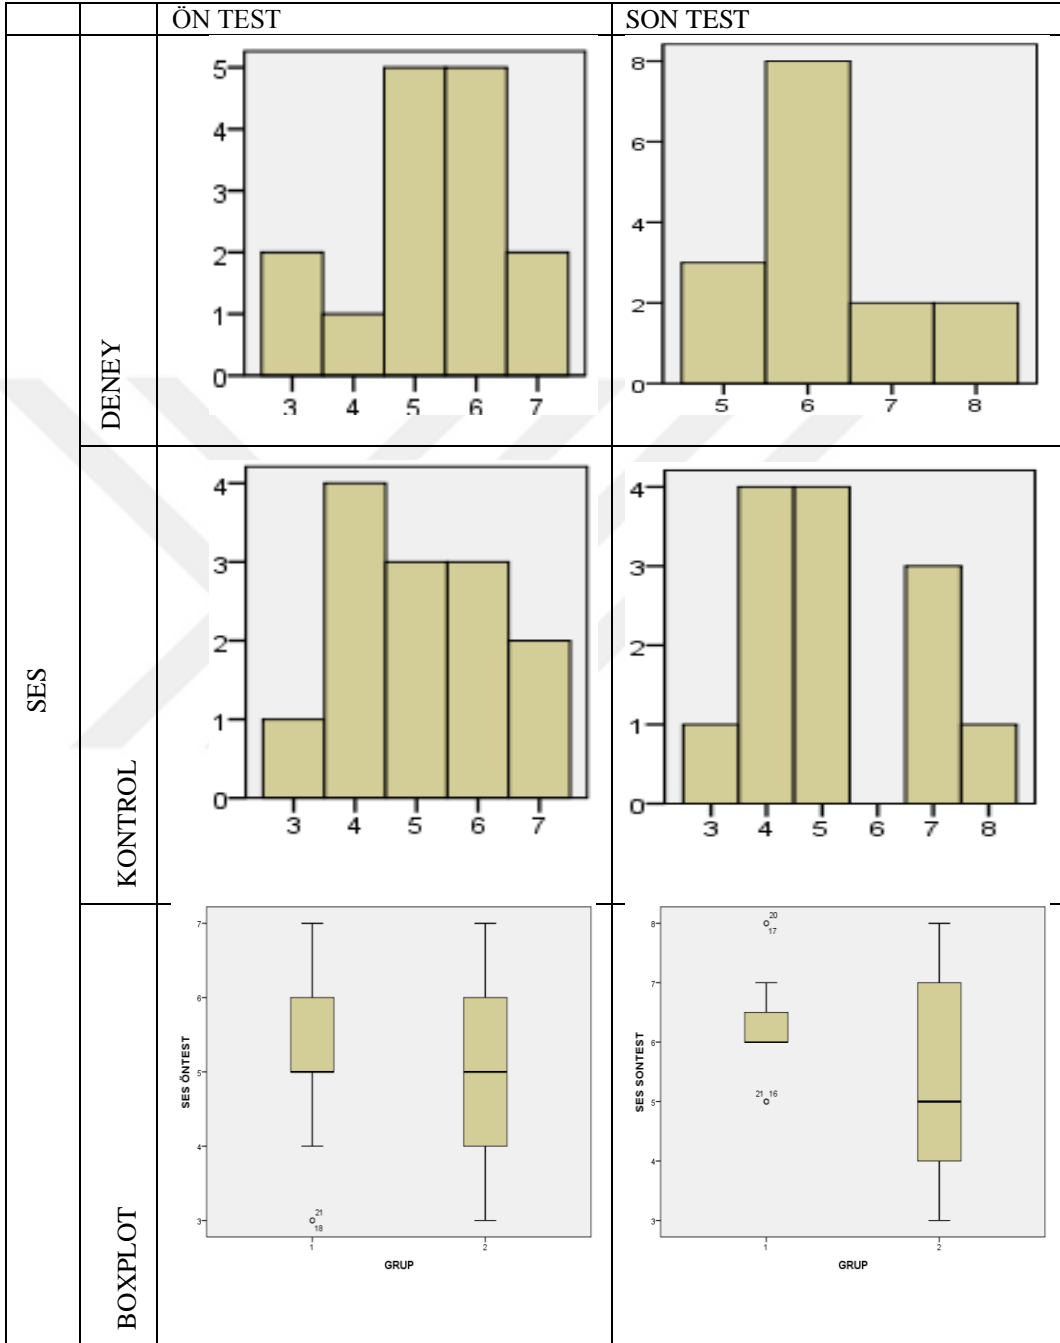 ÖN TEST
SON TEST
SES
DENEY
5
4
3
2
1
0
3 4 5 6 7
8
6
4
2
0
5 6 7 8
KONTROL
4
3
2
1
0
3 4 5 6 7
4
3
2
1
0
3 4 5 6 7 8
BOXPLOT
SES ÖNTEST
7
6
5
4
3
21
18
1 2
GRUP
SES SONTEST
8
7
6
5
4
3
20
17
21 16
1 2
GRUP